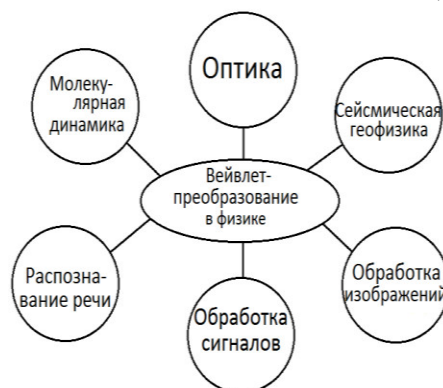 Оптика
Молеку-
лярная
динамика
Сейсмическая
геофизика
Вейвлет-
преобразование
в физике
Распозна-
вание речи
Обработка
изображений
Обработка
сигналов